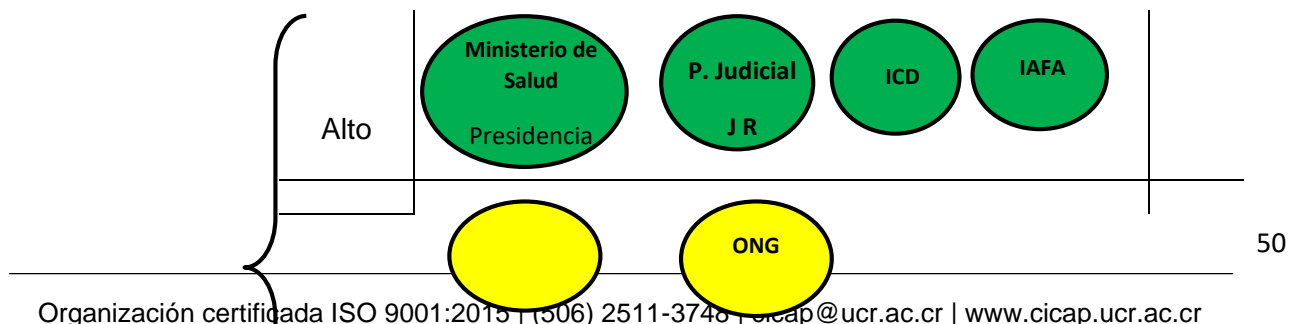 Ministerio de
Salud
Presidencia
P. Judicial
J R
ICD
IAFA
Alto
ONG
50
Organización certificada ISO 9001:2015 | (506) 2511-3748 | cicap@ucr.ac.cr | www.cicap.ucr.ac.cr